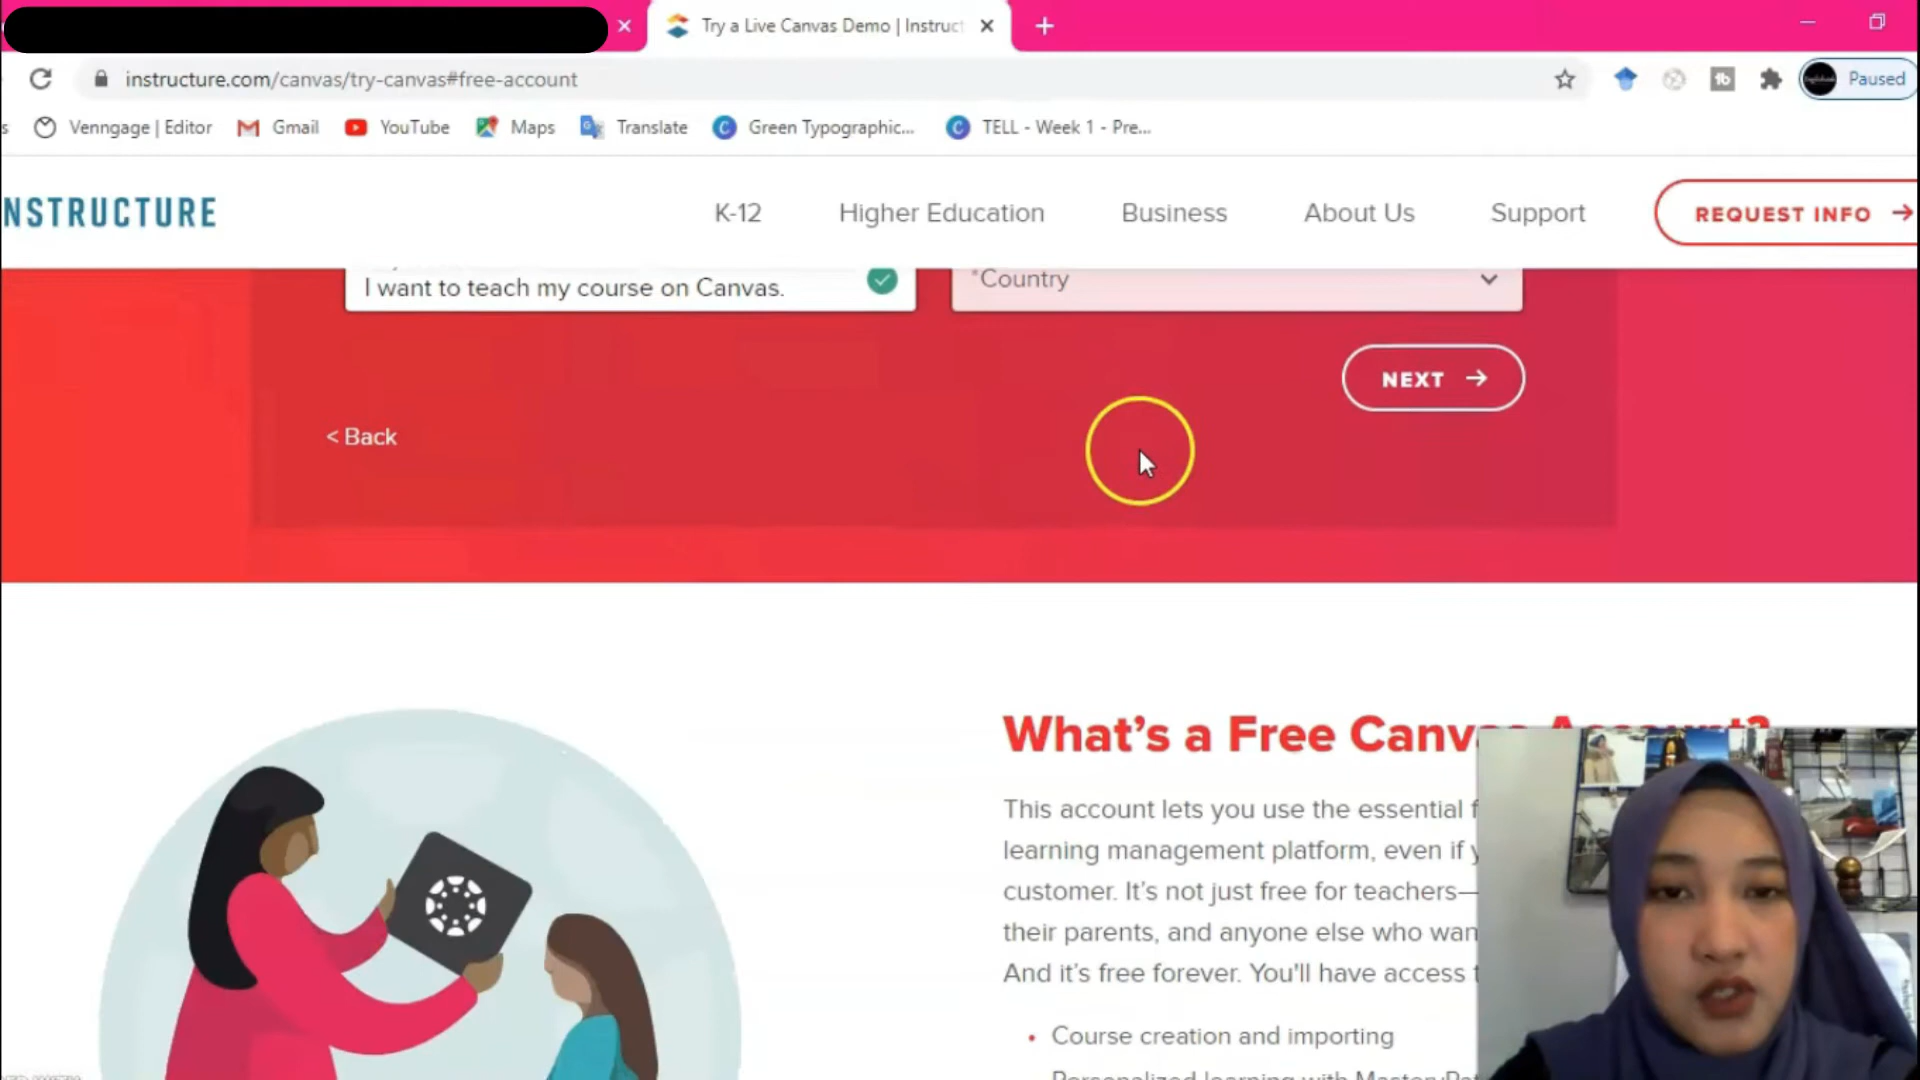 Try a Live Canvas Demo | Instruct
instructure.com/canvas/try-canvas#free-account
Paused
s
Venngage | Editor
Gmail
YouTube
Maps
Translate
Green Typographic...
TELL - Week 1 - Pre...
NSTRUCTURE
K-12
Higher Education
Business
About Us
Support
REQUEST INFO
I want to teach my course on Canvas.
*Country
NEXT
< Back
What's a Free Canv
This account lets you use the essential f
learning management platform, even if y
customer. It's not just free for teachers—
their parents, and anyone else who wan
And it's free forever. You'll have access t
• Course creation and importing
Personalized learning with MasteryPat